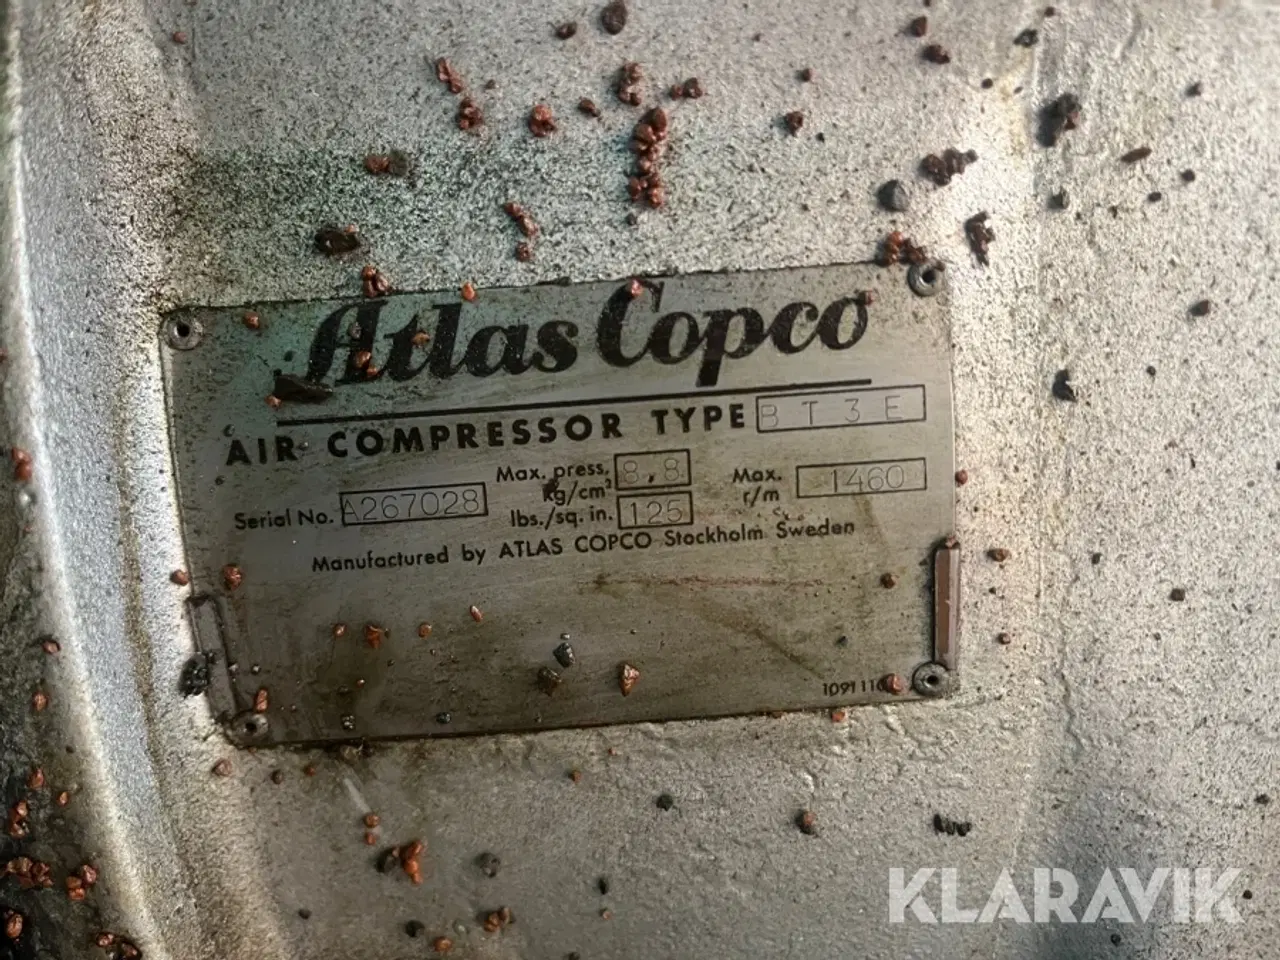 Atlas Copco
AIR COMPRESSOR TYPE BT3E
Max. press. kg/cm² 8,8 Max. r/m 1460
Serial No. A267028 lbs./sq. in. 125
Manufactured by ATLAS COPCO Stockholm Sweden
1091
KLARAVIK